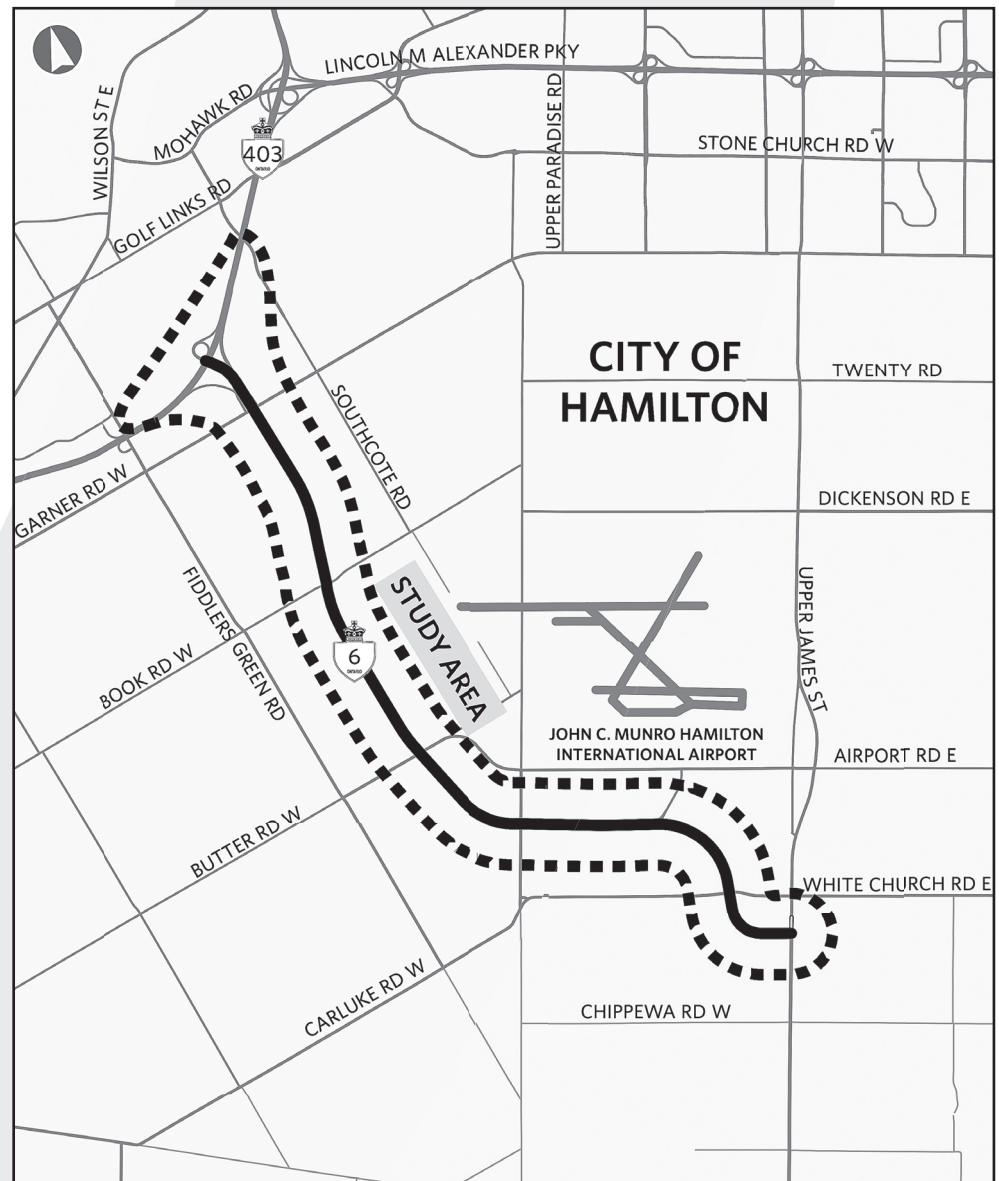 LINCOLN M ALEXANDER PKY
WILSON ST E
MOHAWK RD
403
ONTARIO
UPPER PARADISE RD
STONE CHURCH RD W
GOLF LINKS RD
CITY OF
HAMILTON
TWENTY RD
SOUTHCOTE RD
GARNER RD W
DICKENSON RD E
FIDDLERS GREEN RD
STUDY AREA
UPPER JAMES ST
6
ONTARIO
BOOK RD W
JOHN C. MUNRO HAMILTON
INTERNATIONAL AIRPORT
AIRPORT RD E
BUTTER RD W
WHITE CHURCH RD E
CARLUKE RD W
CHIPPEWA RD W